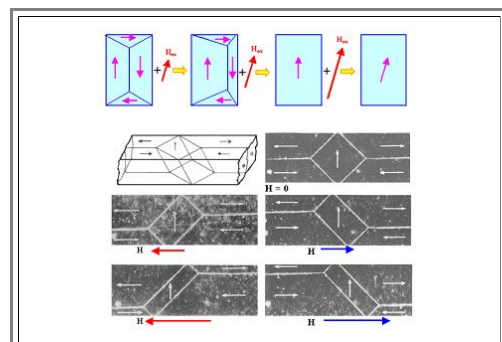 + Hex + Hex + Hex
H = 0
H H
H H